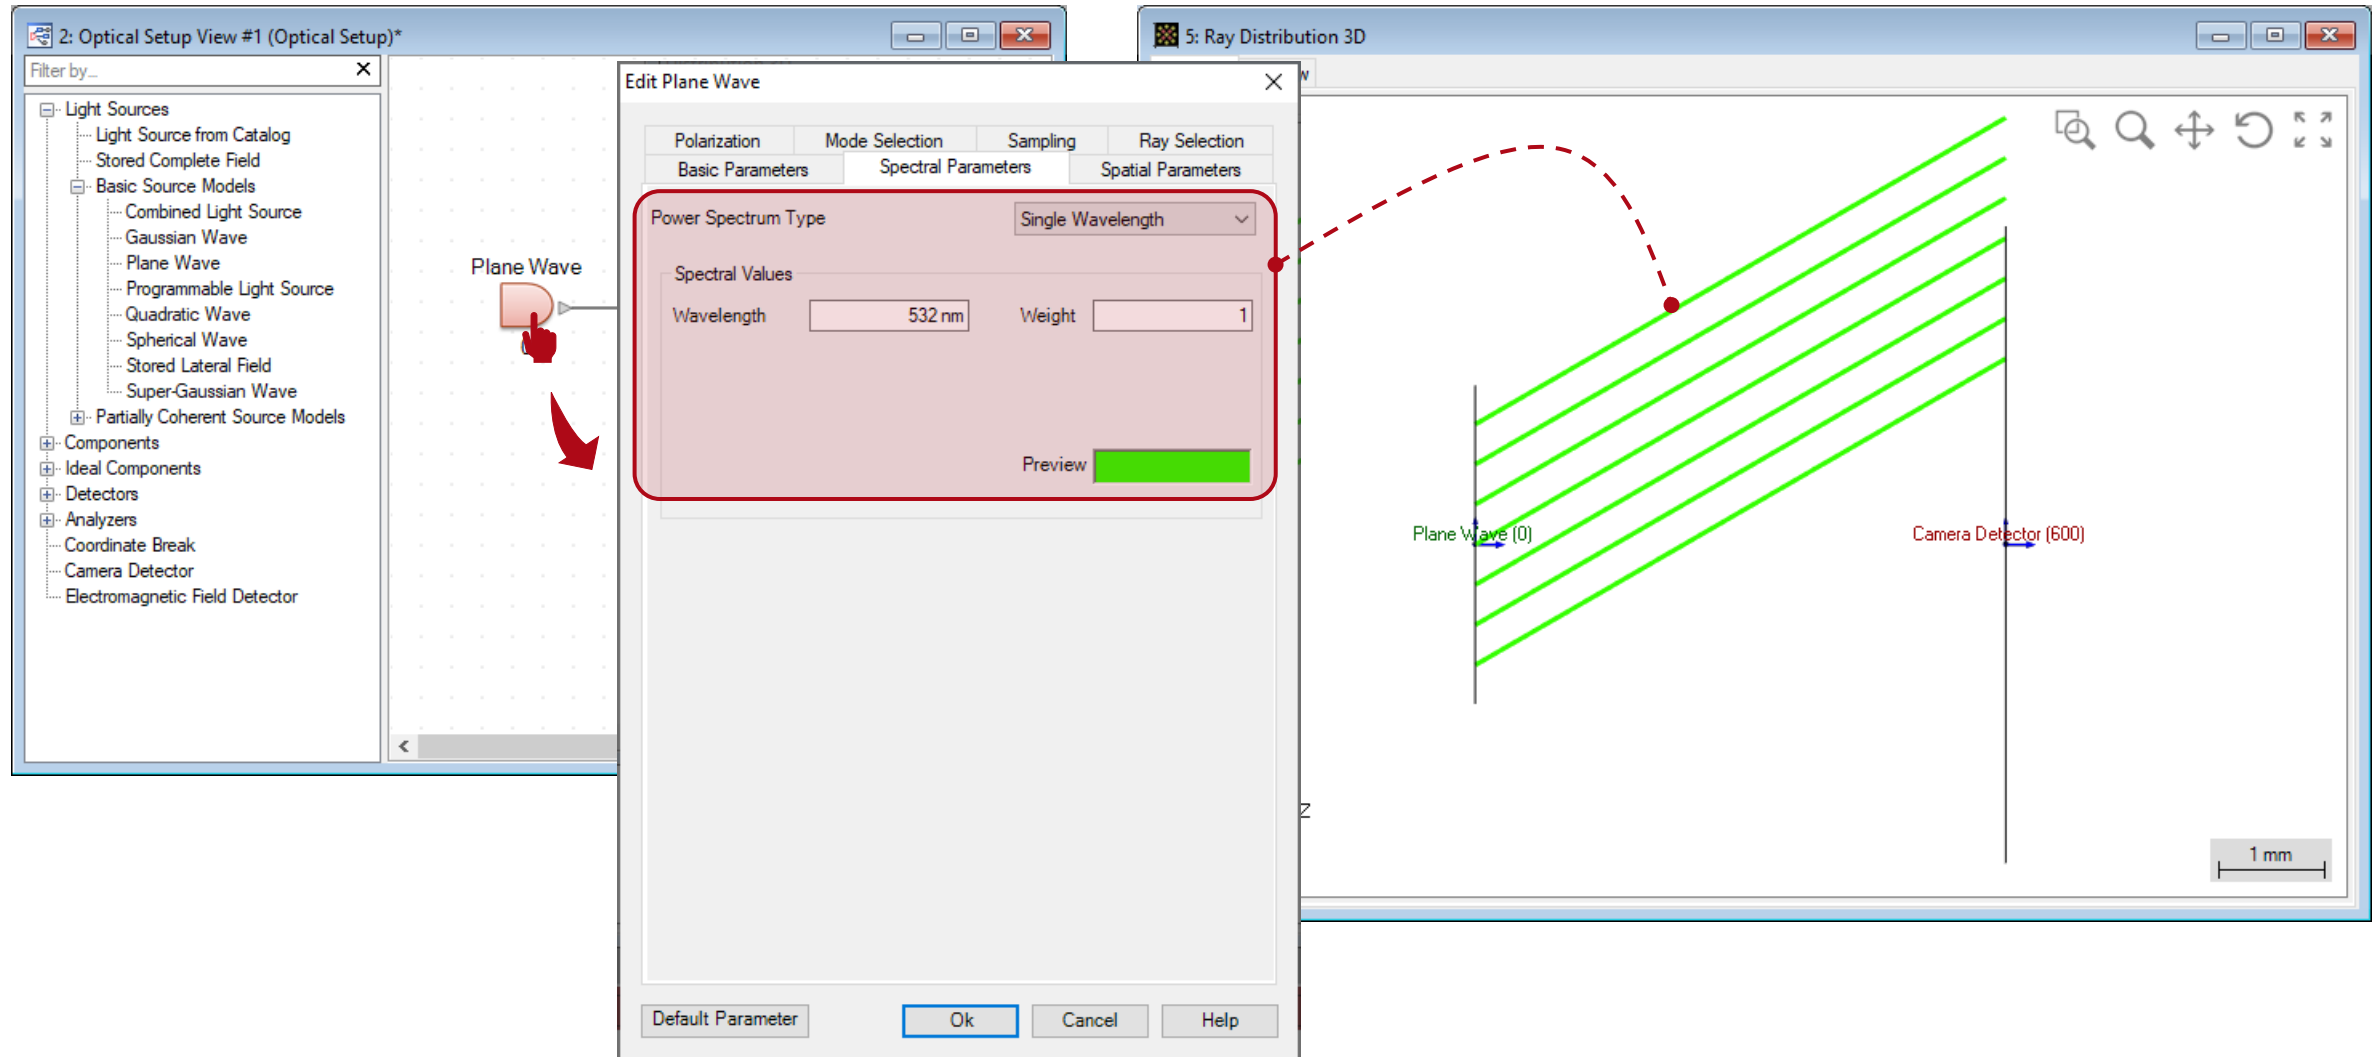 2: Optical Setup View #1 (Optical Setup)*
Filter by...
Light Sources
Light Source from Catalog
Stored Complete Field
Basic Source Models
Combined Light Source
Gaussian Wave
Plane Wave
Programmable Light Source
Quadratic Wave
Spherical Wave
Stored Lateral Field
Super-Gaussian Wave
Partially Coherent Source Models
Components
Ideal Components
Detectors
Analyzers
Coordinate Break
Camera Detector
Electromagnetic Field Detector
Plane Wave
Edit Plane Wave
Polarization Mode Selection Sampling Ray Selection
Basic Parameters Spectral Parameters Spatial Parameters
Power Spectrum Type Single Wavelength
Spectral Values
Wavelength 532 nm Weight 1
Preview
Default Parameter Ok Cancel Help
5: Ray Distribution 3D
w
Plane Wave (0) Camera Detector (600)
Z
1 mm